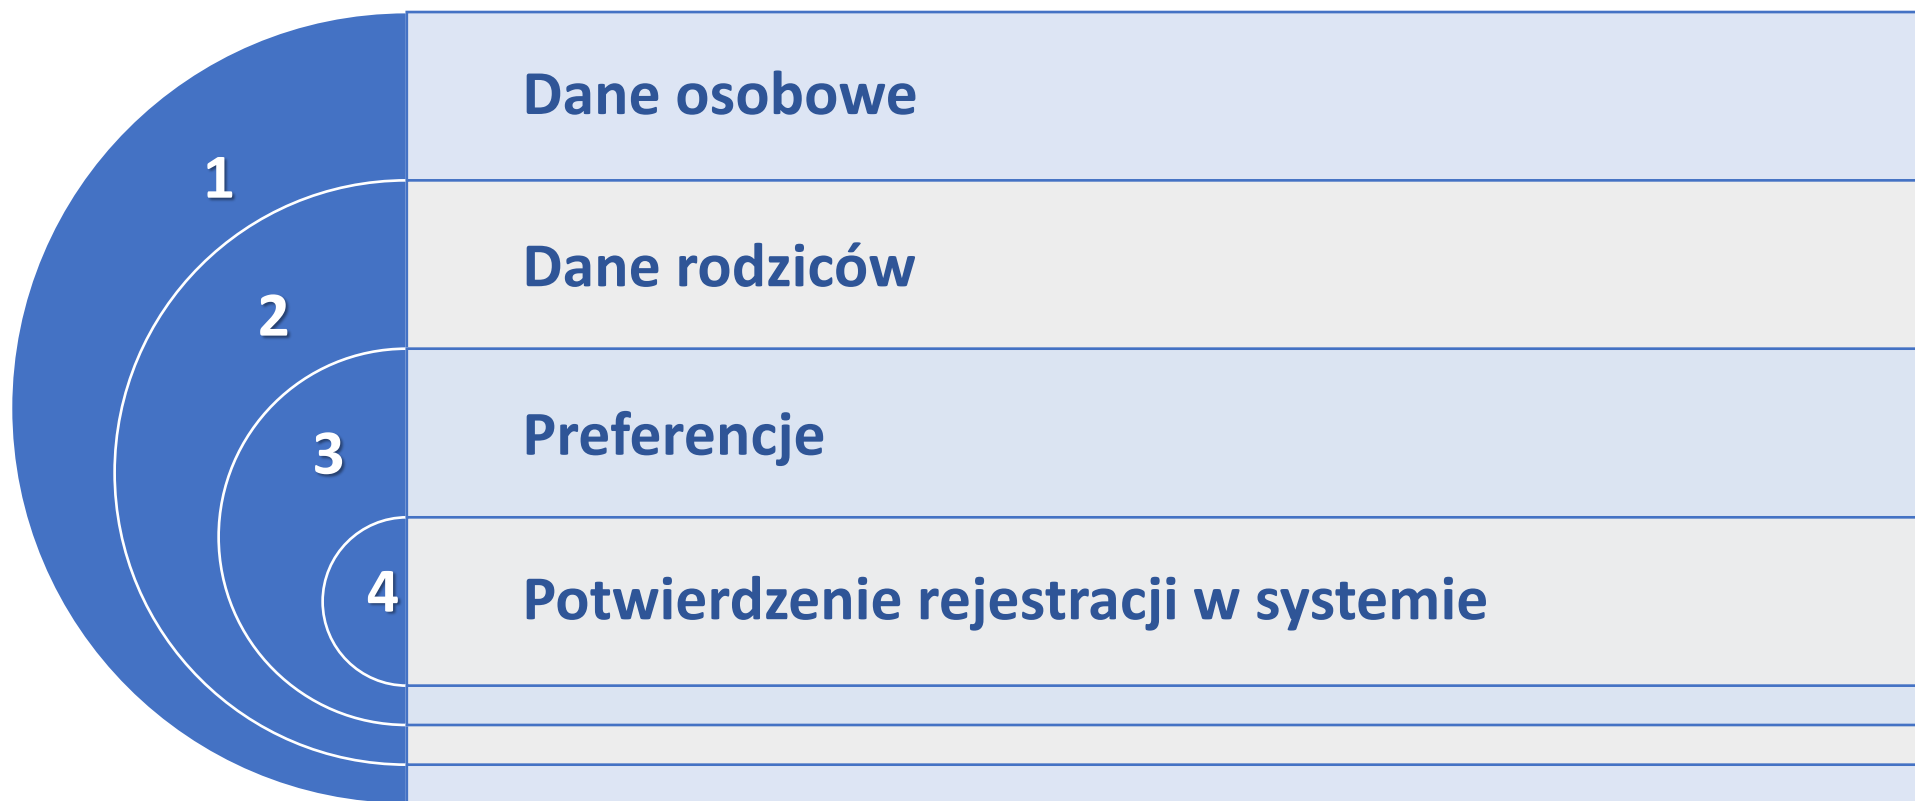 1
Dane osobowe
2
Dane rodziców
3
Preferencje
4
Potwierdzenie rejestracji w systemie